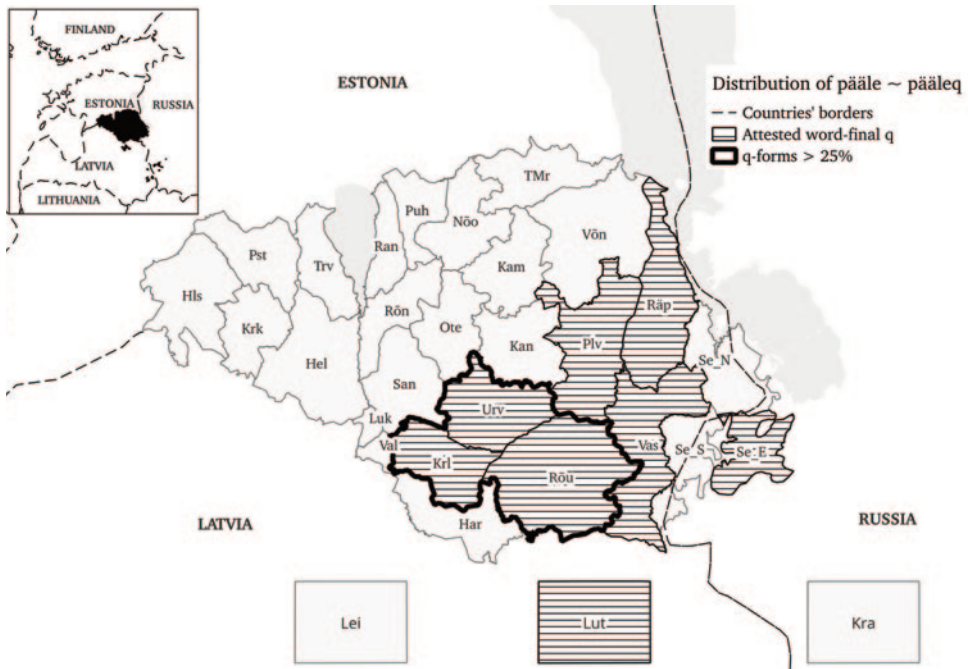 FINLAND
ESTONIA
RUSSIA
LATVIA
LITHUANIA
ESTONIA
Distribution of pääle ~ pääleq
Countries' borders
Attested word-final q
q-forms > 25%
TMr
Puh
Nõo
Võn
Pst
Trv
Ran
Kam
Hls
Räp
Rõn
Krk
Ote
Kan
Plv
Se_N
Hel
San
Urv
Luk
Val
Vas
Se_S
Se_E
Krl
Rõu
LATVIA
Har
RUSSIA
Lei
Lut
Kra